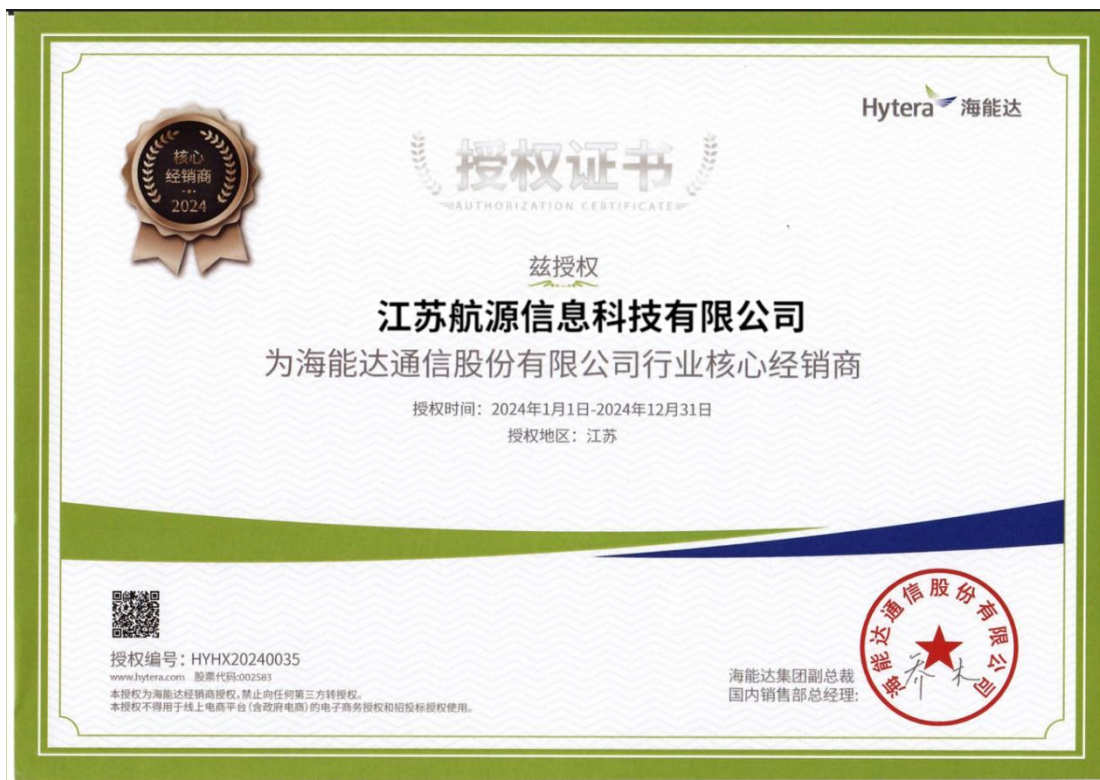 Hytera 海能达
核心
经销商
2024
授权证书
AUTHORIZATION CERTIFICATE
兹授权
江苏航源信息科技有限公司
为海能达通信股份有限公司行业核心经销商
授权时间：2024年1月1日-2024年12月31日
授权地区：江苏
授权编号：HYHX20240035
www.hytera.com 股票代码:002583
本授权为海能达经销商授权,禁止向任何第三方转授权。
本授权不得用于线上电商平台(含政府电商)的电子商务授权和招投标授权使用。
海能达集团副总裁
国内销售部总经理:
海能达通信股份有限公司
乔木